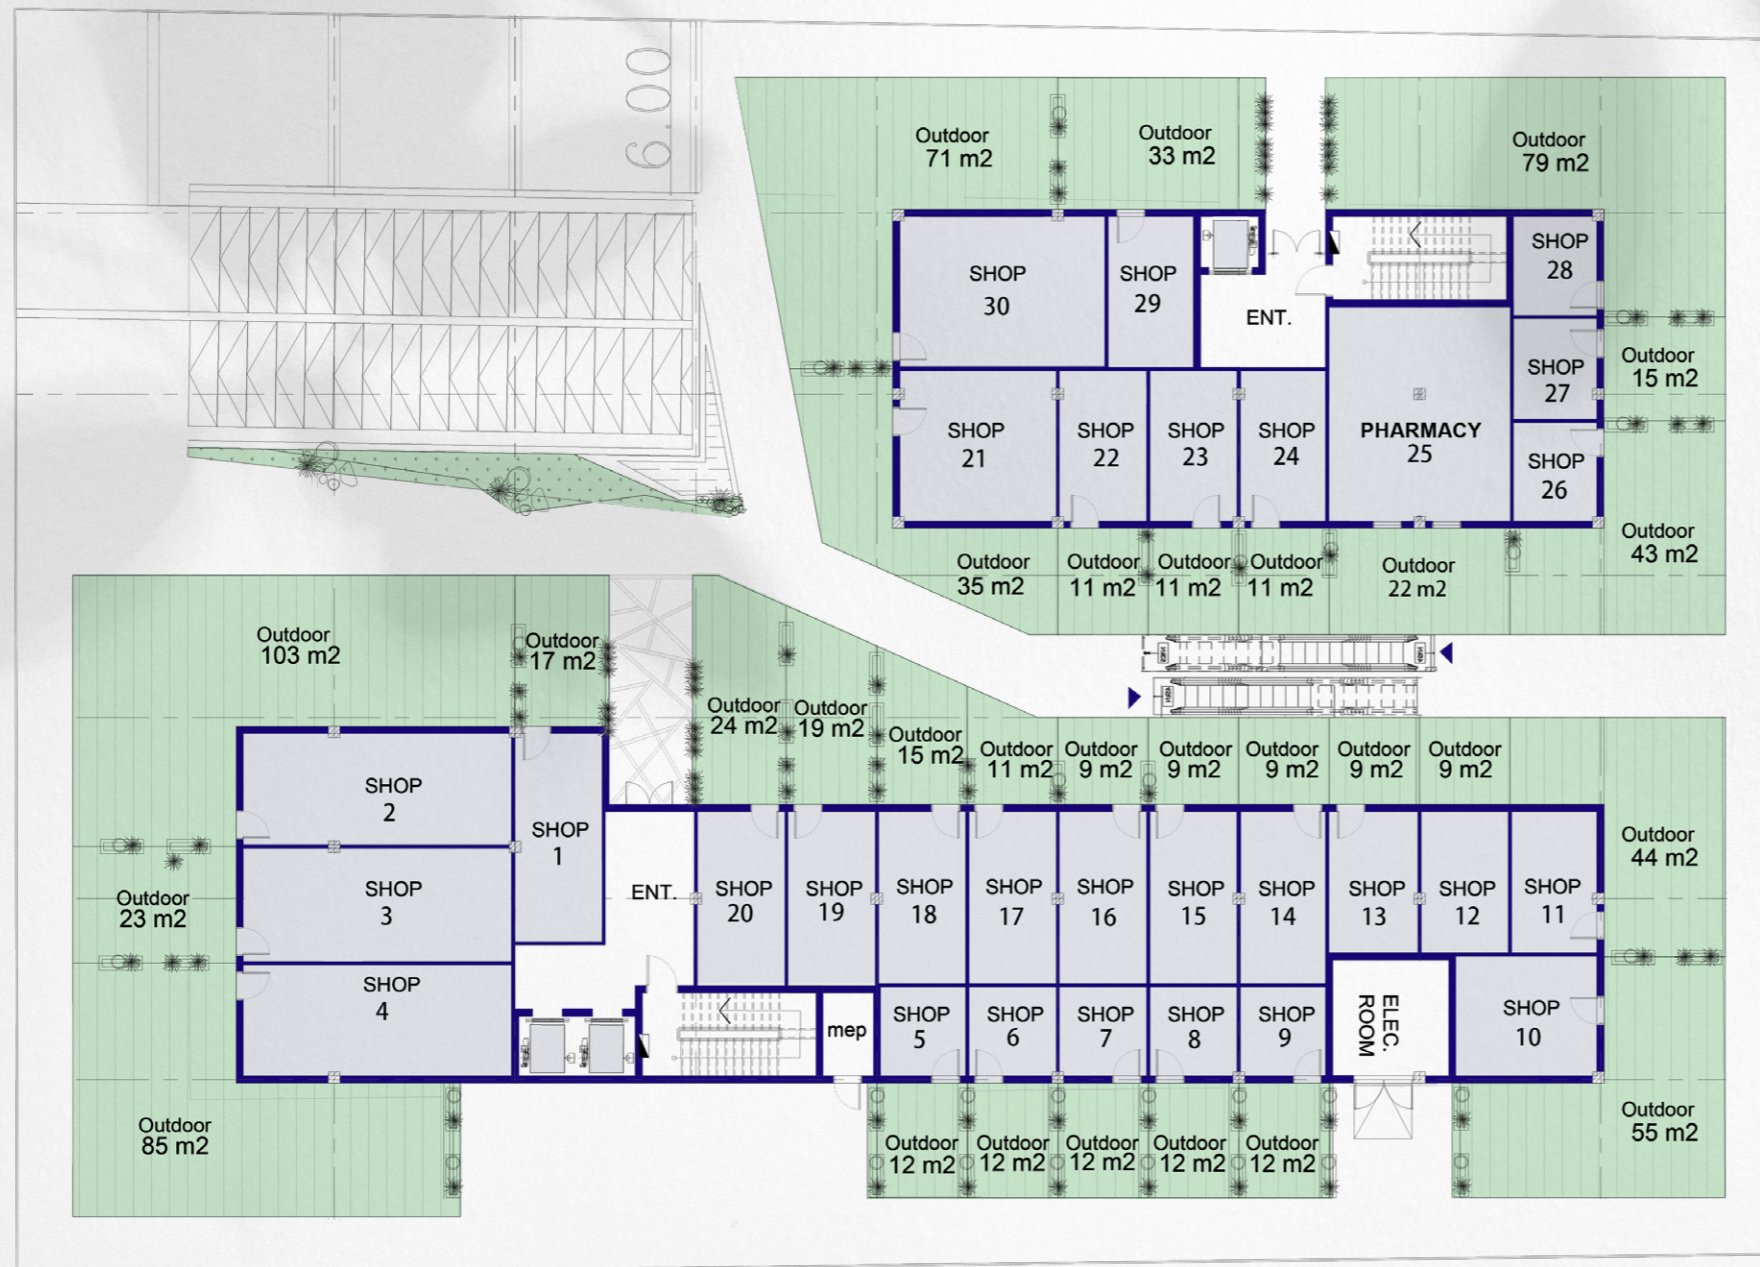 6.00
Outdoor
71 m2
Outdoor
33 m2
Outdoor
79 m2
SHOP
30
SHOP
29
ENT.
SHOP
28
SHOP
27
Outdoor
15 m2
SHOP
21
SHOP
22
SHOP
23
SHOP
24
PHARMACY
25
SHOP
26
Outdoor
35 m2
Outdoor
11 m2
Outdoor
11 m2
Outdoor
11 m2
Outdoor
22 m2
Outdoor
43 m2
Outdoor
103 m2
Outdoor
17 m2
Outdoor
24 m2
Outdoor
19 m2
Outdoor
15 m2
Outdoor
11 m2
Outdoor
9 m2
Outdoor
9 m2
Outdoor
9 m2
Outdoor
9 m2
Outdoor
9 m2
Outdoor
44 m2
SHOP
2
SHOP
1
SHOP
3
Outdoor
23 m2
SHOP
4
ENT.
SHOP
20
SHOP
19
SHOP
18
SHOP
17
SHOP
16
SHOP
15
SHOP
14
SHOP
13
SHOP
12
SHOP
11
mep
SHOP
5
SHOP
6
SHOP
7
SHOP
8
SHOP
9
ELEC.
ROOM
SHOP
10
Outdoor
85 m2
Outdoor
12 m2
Outdoor
12 m2
Outdoor
12 m2
Outdoor
12 m2
Outdoor
12 m2
Outdoor
55 m2